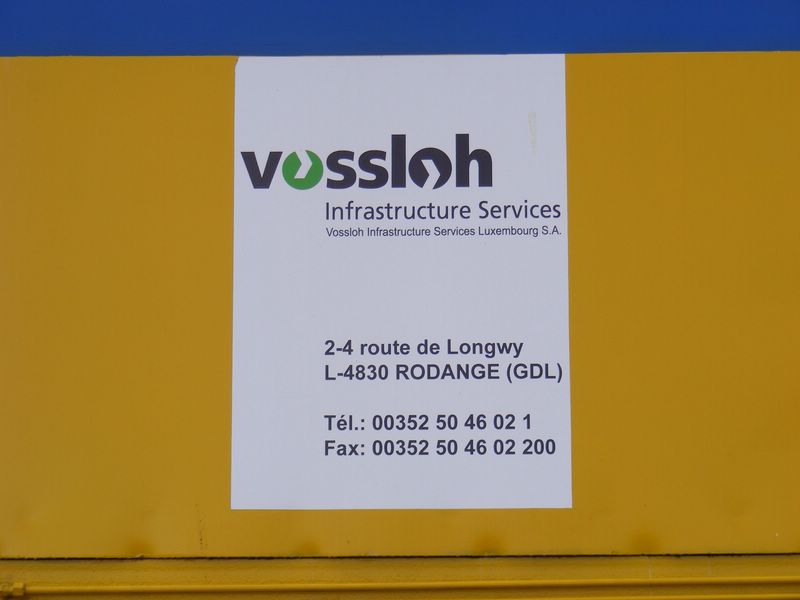 vossloh
Infrastructure Services
Vossloh Infrastructure Services Luxembourg S.A.
2-4 route de Longwy
L-4830 RODANGE (GDL)
Tél.: 00352 50 46 02 1
Fax: 00352 50 46 02 200